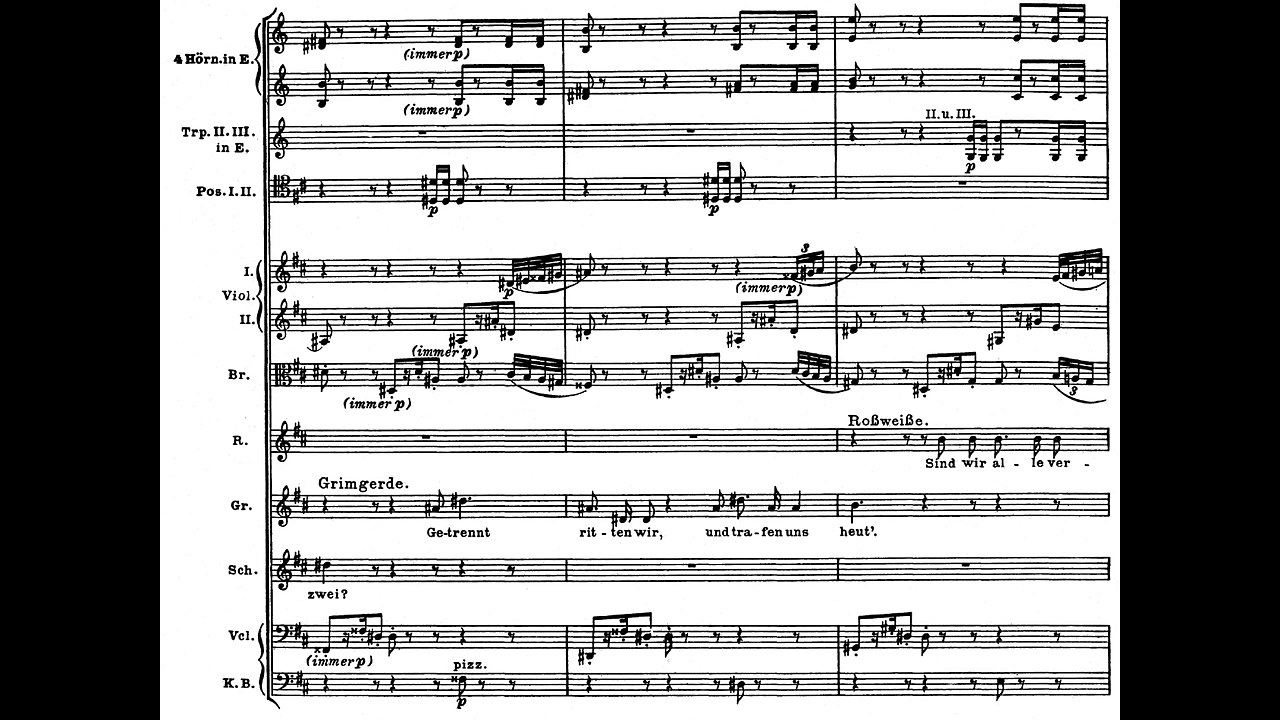 4 Hörn. in E.
(immer p)
(immer p)
Trp. II. III.
in E.
II. u. III.
p
Pos. I. II.
p
p
I.
Viol.
p
3
(immer p)
II.
(immer p)
Br.
(immer p)
3
R.
Roßweiße.
Sind wir al - le ver -
Gr.
Grimgerde.
Ge-trennt rit - ten wir, und tra - fen uns heut'.
Sch.
zwei?
Vcl.
(immer p)
K.B.
pizz.
p